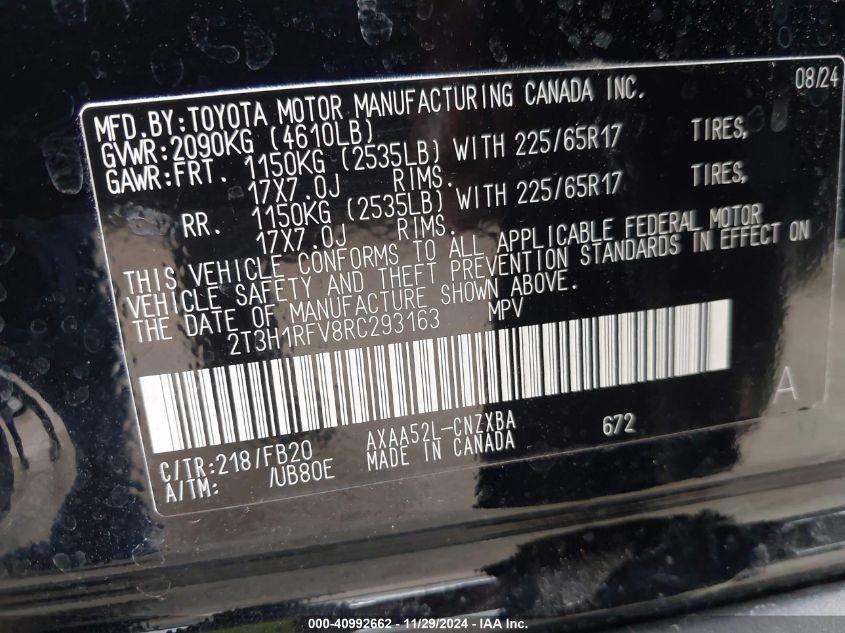 08/24
MFD.BY:TOYOTA MOTOR MANUFACTURING CANADA INC.
GVWR:2090KG (4610LB)
GAWR:FRT. 1150KG (2535LB) WITH 225/65R17 TIRES,
17X7.0J RIMS.
RR. 1150KG (2535LB) WITH 225/65R17 TIRES,
17X7.0J RIMS.
THIS VEHICLE CONFORMS TO ALL APPLICABLE FEDERAL MOTOR
VEHICLE SAFETY AND THEFT PREVENTION STANDARDS IN EFFECT ON
THE DATE OF MANUFACTURE SHOWN ABOVE.
2T3H1RFV8RC293163 MPV
A
C/TR:218/FB20 AXAA52L-CNZXBA 672
A/TM: /UB80E MADE IN CANADA
000-40992662 - 11/29/2024 - IAA Inc.